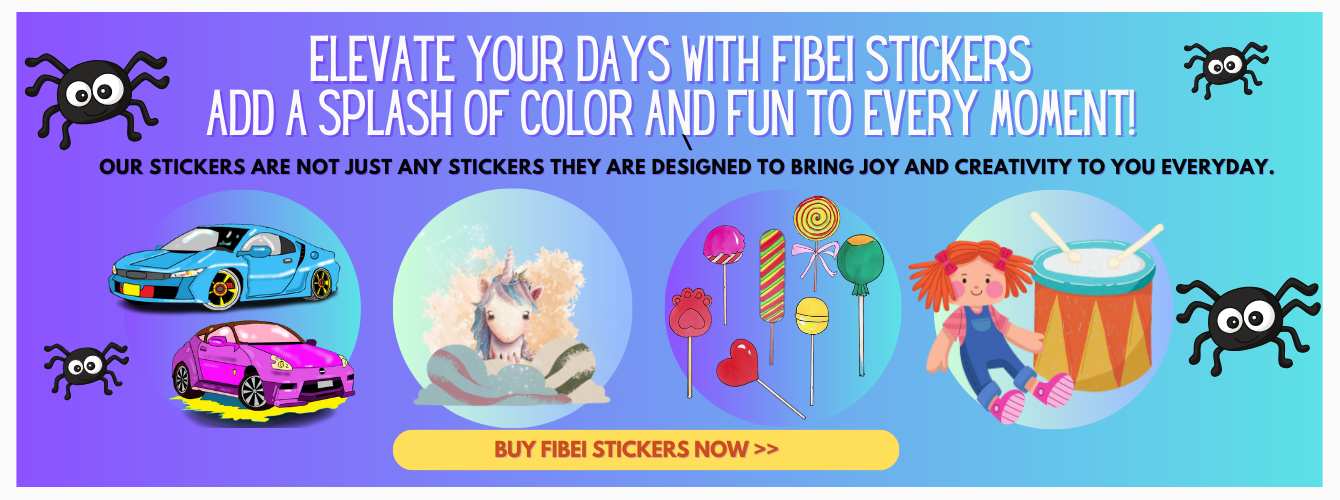 ELEVATE YOUR DAYS WITH FIBEI STICKERS
ADD A SPLASH OF COLOR AND FUN TO EVERY MOMENT!
OUR STICKERS ARE NOT JUST ANY STICKERS THEY ARE DESIGNED TO BRING JOY AND CREATIVITY TO YOU EVERYDAY.
BUY FIBEI STICKERS NOW >>